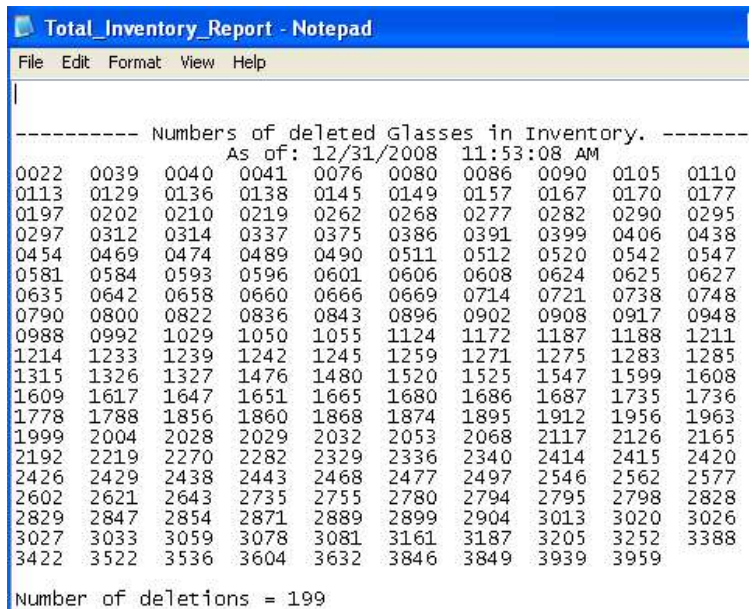 Total_Inventory_Report - Notepad
File Edit Format View Help
---------- Numbers of deleted Glasses in Inventory. -------
As of: 12/31/2008 11:53:08 AM
0022 0039 0040 0041 0076 0080 0086 0090 0105 0110
0113 0129 0136 0138 0145 0149 0157 0167 0170 0177
0197 0202 0210 0219 0262 0268 0277 0282 0290 0295
0297 0312 0314 0337 0375 0386 0391 0399 0406 0438
0454 0469 0474 0489 0490 0511 0512 0520 0542 0547
0581 0584 0593 0596 0601 0606 0608 0624 0625 0627
0635 0642 0658 0660 0666 0669 0714 0721 0738 0748
0790 0800 0822 0836 0843 0896 0902 0908 0917 0948
0988 0992 1029 1050 1055 1124 1172 1187 1188 1211
1214 1233 1239 1242 1245 1259 1271 1275 1283 1285
1315 1326 1327 1476 1480 1520 1525 1547 1599 1608
1609 1617 1647 1651 1665 1680 1686 1687 1735 1736
1778 1788 1856 1860 1868 1874 1895 1912 1956 1963
1999 2004 2028 2029 2032 2053 2068 2117 2126 2165
2192 2219 2270 2282 2329 2336 2340 2414 2415 2420
2426 2429 2438 2443 2468 2477 2497 2546 2562 2577
2602 2621 2643 2735 2755 2780 2794 2795 2798 2828
2829 2847 2854 2871 2889 2899 2904 3013 3020 3026
3027 3033 3059 3078 3081 3161 3187 3205 3252 3388
3422 3522 3536 3604 3632 3846 3849 3939 3959
Number of deletions = 199